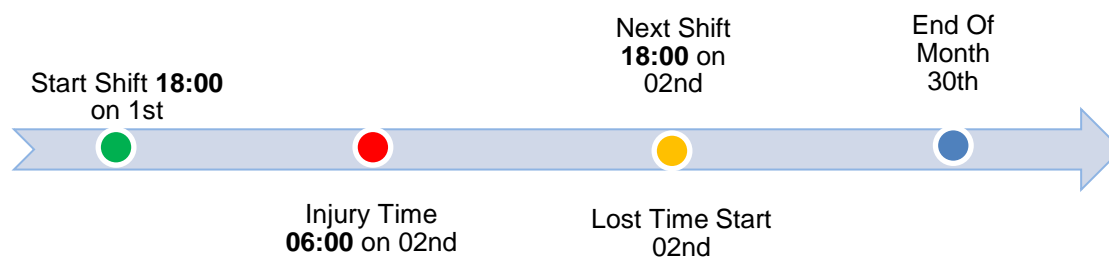 Start Shift 18:00
on 1st
Injury Time
06:00 on 02nd
Next Shift
18:00 on
02nd
Lost Time Start
02nd
End Of
Month
30th